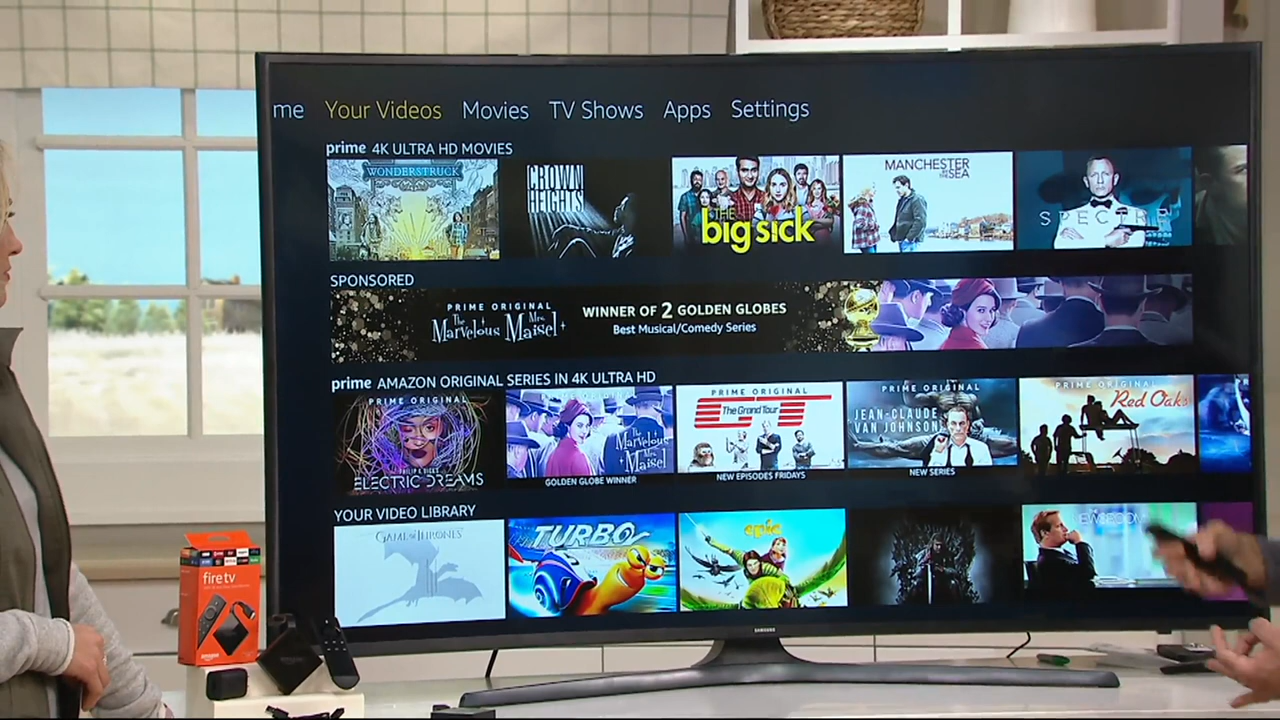 me Your Videos Movies TV Shows Apps Settings
prime 4K ULTRA HD MOVIES
WONDERSTRUCK
CROWN
HEIGHTS
THE
big sick
MANCHESTER
BY THE
SEA
SPECTRE
SPONSORED
PRIME ORIGINAL
The Marvelous Mrs. Maisel
WINNER OF 2 GOLDEN GLOBES
Best Musical/Comedy Series
prime AMAZON ORIGINAL SERIES IN 4K ULTRA HD
PRIME ORIGINAL
PHILIP K. DICK'S
ELECTRIC DREAMS
The
Marvelous
Mrs.
Maisel
GOLDEN GLOBE WINNER
PRIME ORIGINAL
GT
The Grand Tour
NEW EPISODES FRIDAYS
PRIME ORIGINAL
JEAN-CLAUDE
VAN JOHNSON
NEW SERIES
PRIME ORIGINAL
Red Oaks
YOUR VIDEO LIBRARY
GAME OF THRONES
TURBO
epic
SAMSUNG
fire tv
amazon